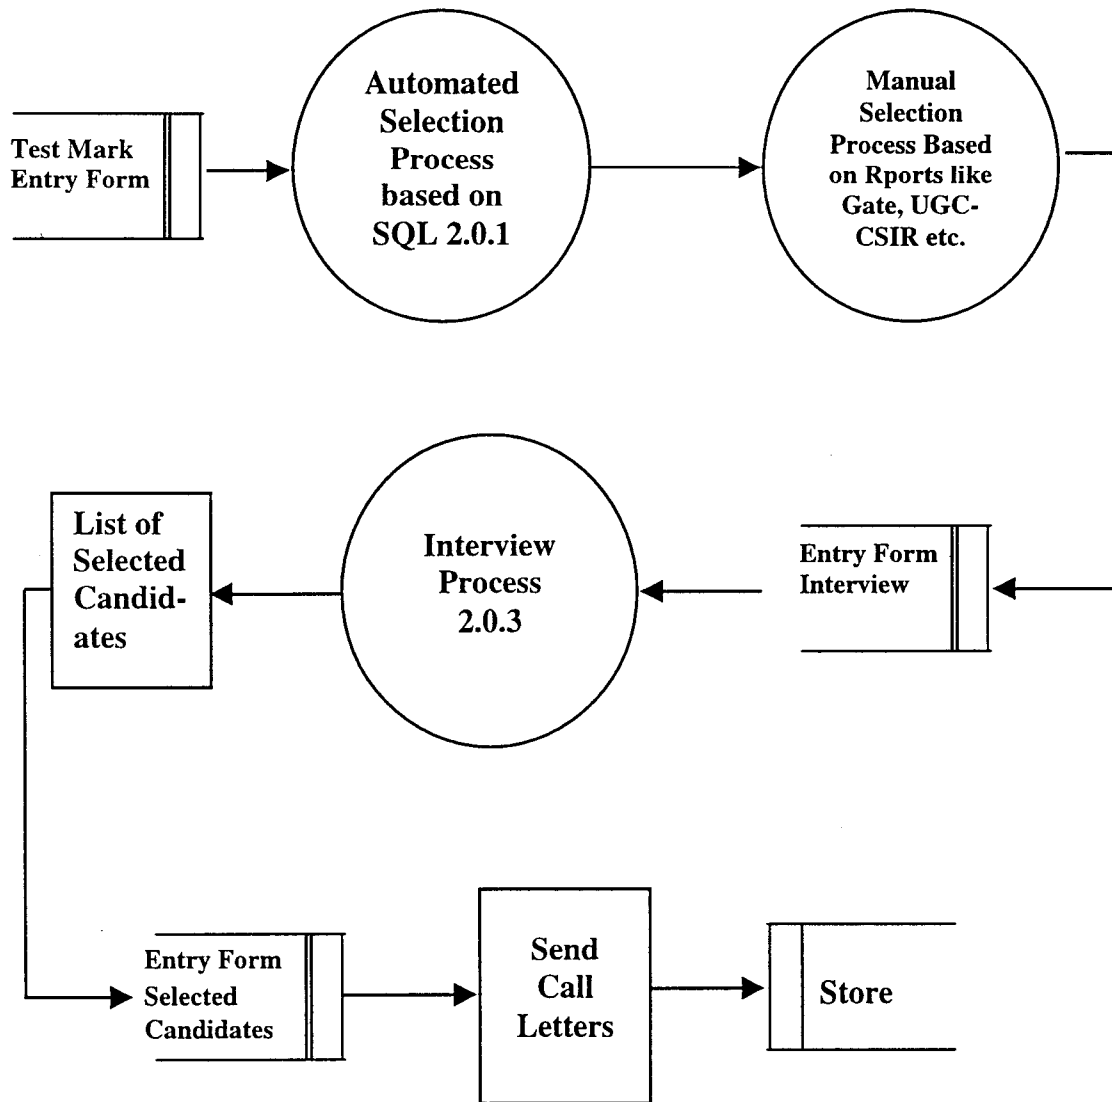 Test Mark
Entry Form
Automated
Selection
Process
based on
SQL 2.0.1
Manual
Selection
Process Based
on Rports like
Gate, UGC-
CSIR etc.
List of
Selected
Candid-
ates
Interview
Process
2.0.3
Entry Form
Interview
Entry Form
Selected
Candidates
Send
Call
Letters
Store